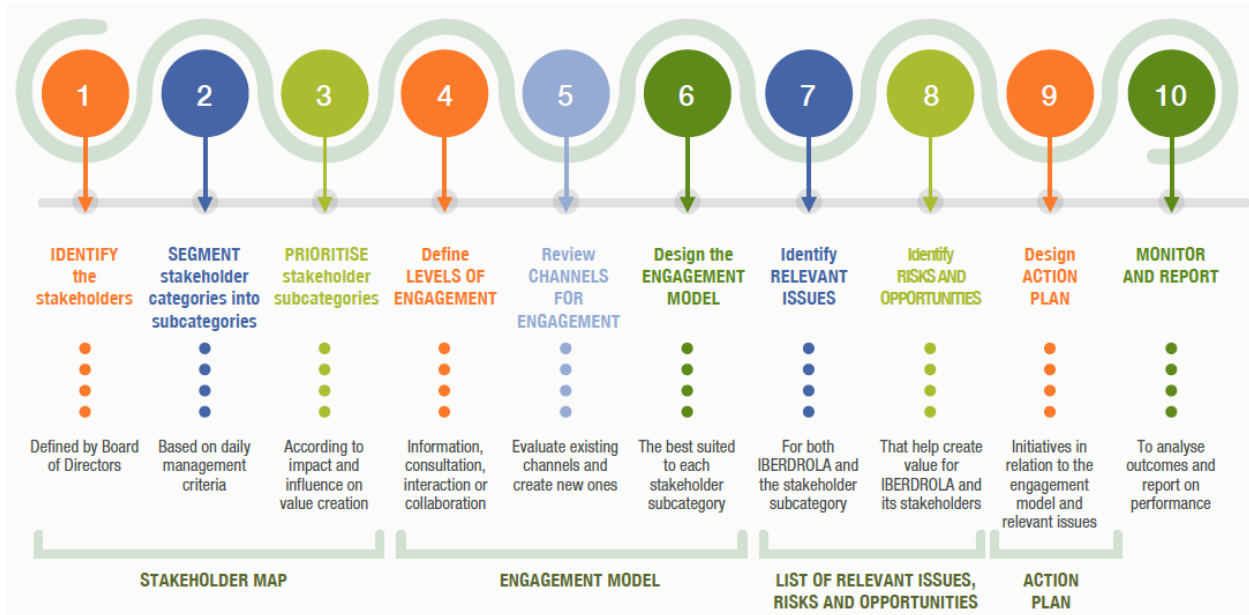 1
2
3
4
5
6
7
8
9
10
IDENTIFY
the
stakeholders
SEGMENT
stakeholder
categories into
subcategories
PRIORITISE
stakeholder
subcategories
Define
LEVELS OF
ENGAGEMENT
Review
CHANNELS
FOR
ENGAGEMENT
Design the
ENGAGEMENT
MODEL
Identify
RELEVANT
ISSUES
Identify
RISKS AND
OPPORTUNITIES
Design
ACTION
PLAN
MONITOR
AND REPORT
Defined by Board
of Directors
Based on daily
management
criteria
According to
impact and
influence on
value creation
Information,
consultation,
interaction or
collaboration
Evaluate existing
channels and
create new ones
The best suited
to each
stakeholder
subcategory
For both
IBERDROLA and
the stakeholder
subcategory
That help create
value for
IBERDROLA and
its stakeholders
Initiatives in
relation to the
engagement
model and
relevant issues
To analyse
outcomes and
report on
performance
STAKEHOLDER MAP
ENGAGEMENT MODEL
LIST OF RELEVANT ISSUES,
RISKS AND OPPORTUNITIES
ACTION
PLAN